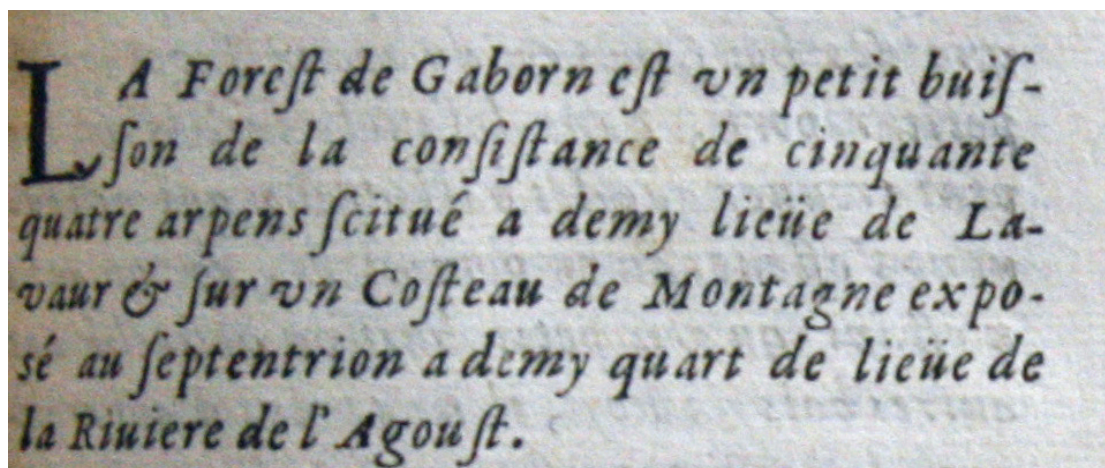 LA Foreſt de Gaborn eſt vn petit buiſ-
ſon de la conſiſtance de cinquante
quatre arpens ſcitué a demy lieüe de La-
vaur & ſur vn Coſteau de Montagne expo-
sé au ſeptentrion a demy quart de lieüe de
la Riuiere de l'Agouſt.